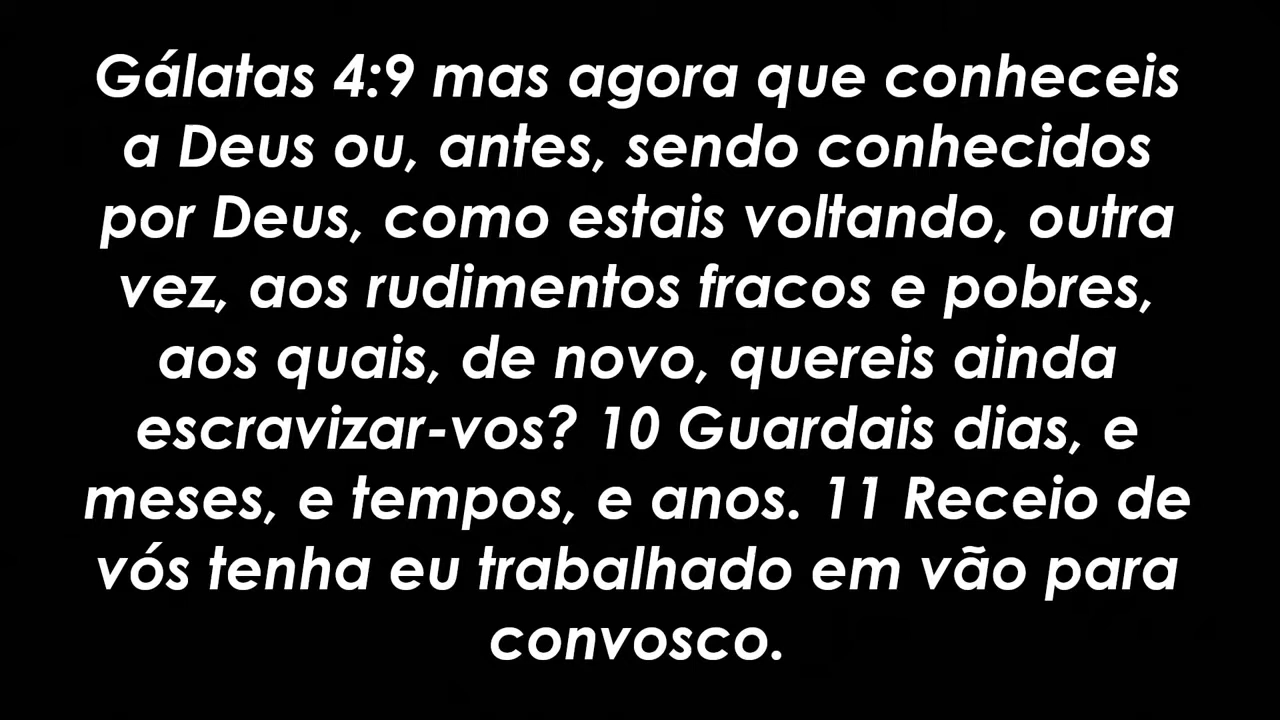 Gálatas 4:9 mas agora que conheceis
a Deus ou, antes, sendo conhecidos
por Deus, como estais voltando, outra
vez, aos rudimentos fracos e pobres,
aos quais, de novo, quereis ainda
escravizar-vos? 10 Guardais dias, e
meses, e tempos, e anos. 11 Receio de
vós tenha eu trabalhado em vão para
convosco.